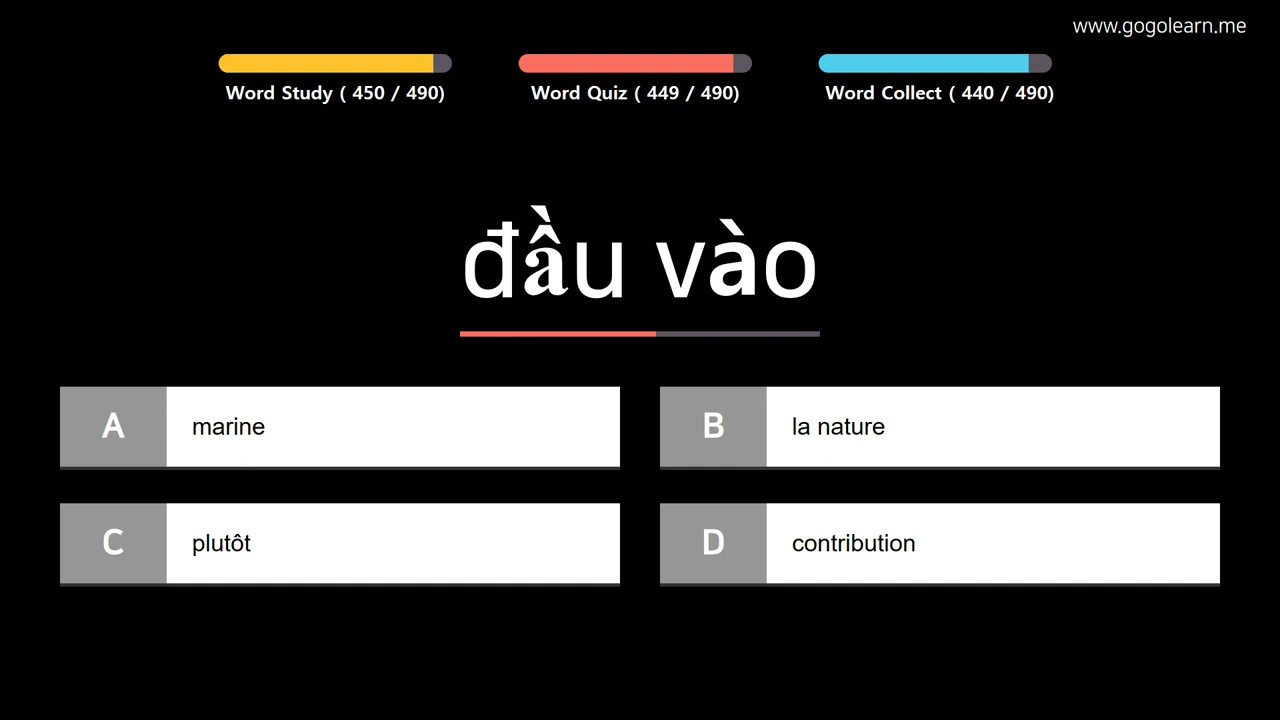 www.gogolearn.me
Word Study ( 450 / 490)
Word Quiz ( 449 / 490)
Word Collect ( 440 / 490)
đầu vào
A marine
B la nature
C plutôt
D contribution